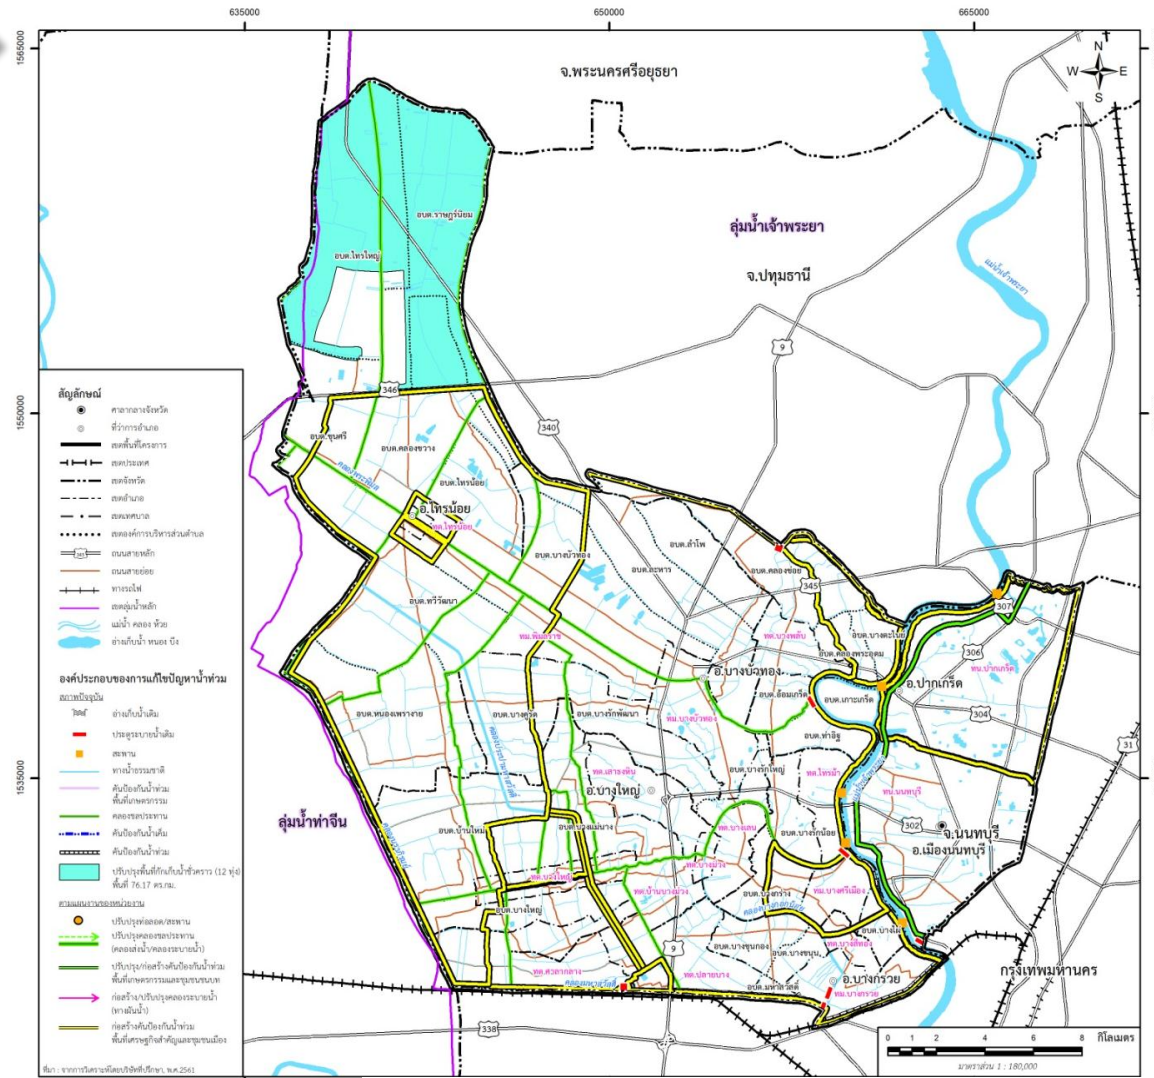 635000
650000
665000
1565000
1550000
1535000
N
W
E
S
จ.พระนครศรีอยุธยา
ลุ่มน้ำเจ้าพระยา
จ.ปทุมธานี
แม่น้ำเจ้าพระยา
9
อบต.ราษฎร์นิยม
อบต.ไทรใหญ่
346
340
อบต.ขุนศรี
อบต.คลองขวาง
คลองพระพิมล
อบต.ไทรน้อย
อ.ไทรน้อย
ทต.ไทรน้อย
อบต.บางบัวทอง
อบต.ละหาร
อบต.ลำโพ
อบต.คลองข่อย
345
307
อบต.ทวีวัฒนา
ทม.พิมลราช
ทต.บางพลับ
อบต.บางตะไนย์
อบต.คลองพระอุดม
306
ทน.ปากเกร็ด
อ.บางบัวทอง
อ.ปากเกร็ด
อบต.อ้อมเกร็ด
อบต.เกาะเกร็ด
304
อบต.หนองเพรางาย
อบต.บางคูรัด
อบต.บางรักพัฒนา
ทม.บางบัวทอง
อบต.ท่าอิฐ
31
อบต.บางรักใหญ่
ทต.ไทรม้า
ทต.เสาธงหิน
อ.บางใหญ่
ทน.นนทบุรี
ลุ่มน้ำท่าจีน
อบต.บ้านใหม่
อบต.บางแม่นาง
ทต.บางเลน
อบต.บางรักน้อย
302
จ.นนทบุรี
อ.เมืองนนทบุรี
ทต.บางใหญ่
ทต.บางม่วง
ทต.บ้านบางม่วง
อบต.บางกร่าง
ทม.บางศรีเมือง
คลองบางกอกน้อย
อบต.บางใหญ่
อบต.บางไผ่
ทต.บางสีทอง
อบต.บางขุนกอง
อบต.บางขนุน
9
ทต.ศาลากลาง
ทต.ปลายบาง
คลองมหาสวัสดิ์
อบต.มหาสวัสดิ์
อ.บางกรวย
ทม.บางกรวย
กรุงเทพมหานคร
338
สัญลักษณ์
ศาลากลางจังหวัด
ที่ว่าการอำเภอ
เขตพื้นที่โครงการ
เขตประเทศ
เขตจังหวัด
เขตอำเภอ
เขตเทศบาล
เขตองค์การบริหารส่วนตำบล
ถนนสายหลัก
ถนนสายย่อย
ทางรถไฟ
เขตลุ่มน้ำหลัก
แม่น้ำ คลอง ห้วย
อ่างเก็บน้ำ หนอง บึง
องค์ประกอบของการแก้ไขปัญหาน้ำท่วม
สภาพปัจจุบัน
อ่างเก็บน้ำเดิม
ประตูระบายน้ำเดิม
สะพาน
ทางน้ำธรรมชาติ
คันป้องกันน้ำท่วม
พื้นที่เกษตรกรรม
คลองชลประทาน
คันป้องกันน้ำเค็ม
คันป้องกันน้ำท่วม
ปรับปรุงพื้นที่กักเก็บน้ำชั่วคราว (12 ทุ่ง)
พื้นที่ 76.17 ตร.กม.
ตามแผนงานของหน่วยงาน
ปรับปรุงท่อลอด/สะพาน
ปรับปรุงคลองชลประทาน
(คลองส่งน้ำ/คลองระบายน้ำ)
ปรับปรุง/ก่อสร้างคันป้องกันน้ำท่วม
พื้นที่เกษตรกรรมและชุมชนชนบท
ก่อสร้าง/ปรับปรุงคลองระบายน้ำ
(ทางผันน้ำ)
ก่อสร้างคันป้องกันน้ำท่วม
พื้นที่เศรษฐกิจสำคัญและชุมชนเมือง
ที่มา : จากการวิเคราะห์โดยบริษัทที่ปรึกษา, พ.ศ.2561
0 1 2 4 6 8 กิโลเมตร
มาตราส่วน 1 : 180,000